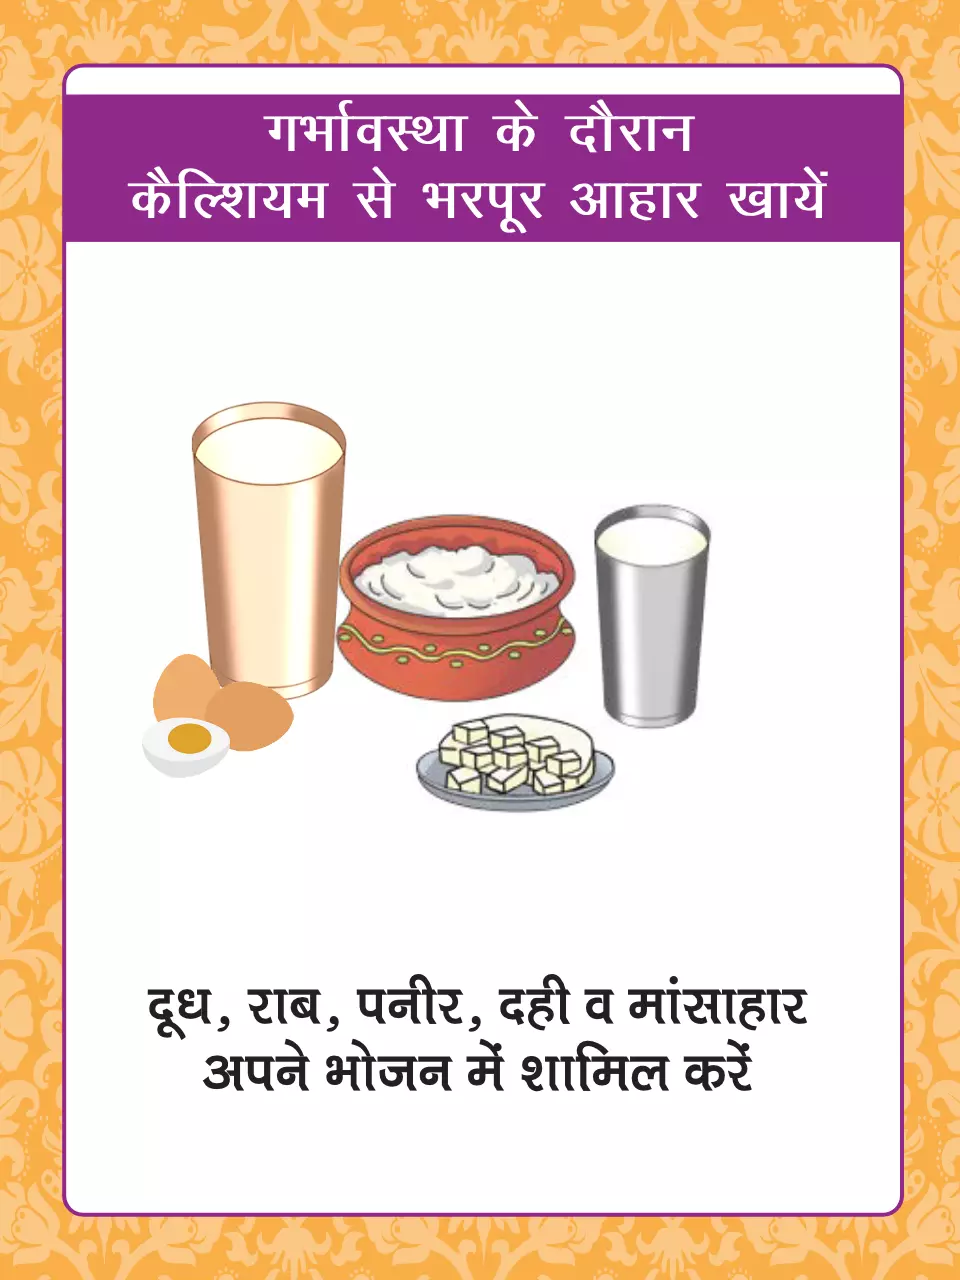 गर्भावस्था के दौरान
कैल्शियम से भरपूर आहार खायें
दूध, राब, पनीर, दही व मांसाहार
अपने भोजन में शामिल करें